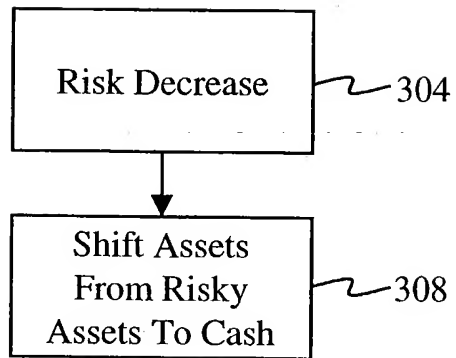 Risk Decrease
304
Shift Assets
From Risky
Assets To Cash
308